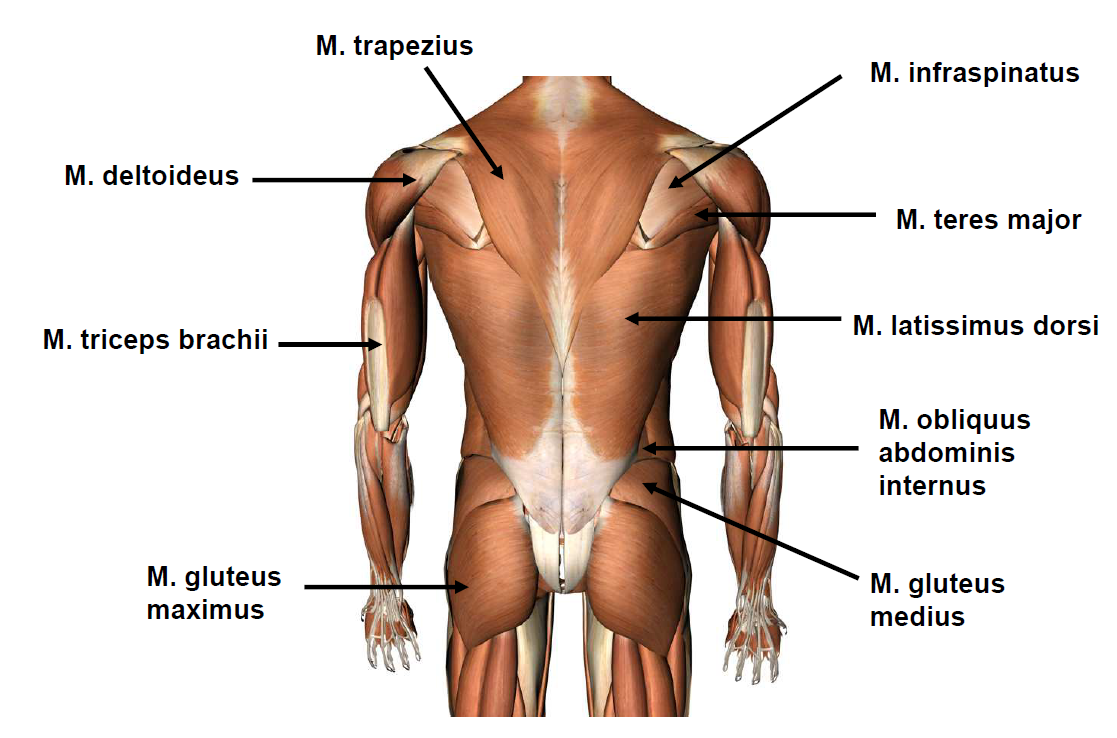 M. trapezius
M. infraspinatus
M. deltoideus
M. teres major
M. triceps brachii
M. latissimus dorsi
M. obliquus
abdominis
internus
M. gluteus
maximus
M. gluteus
medius